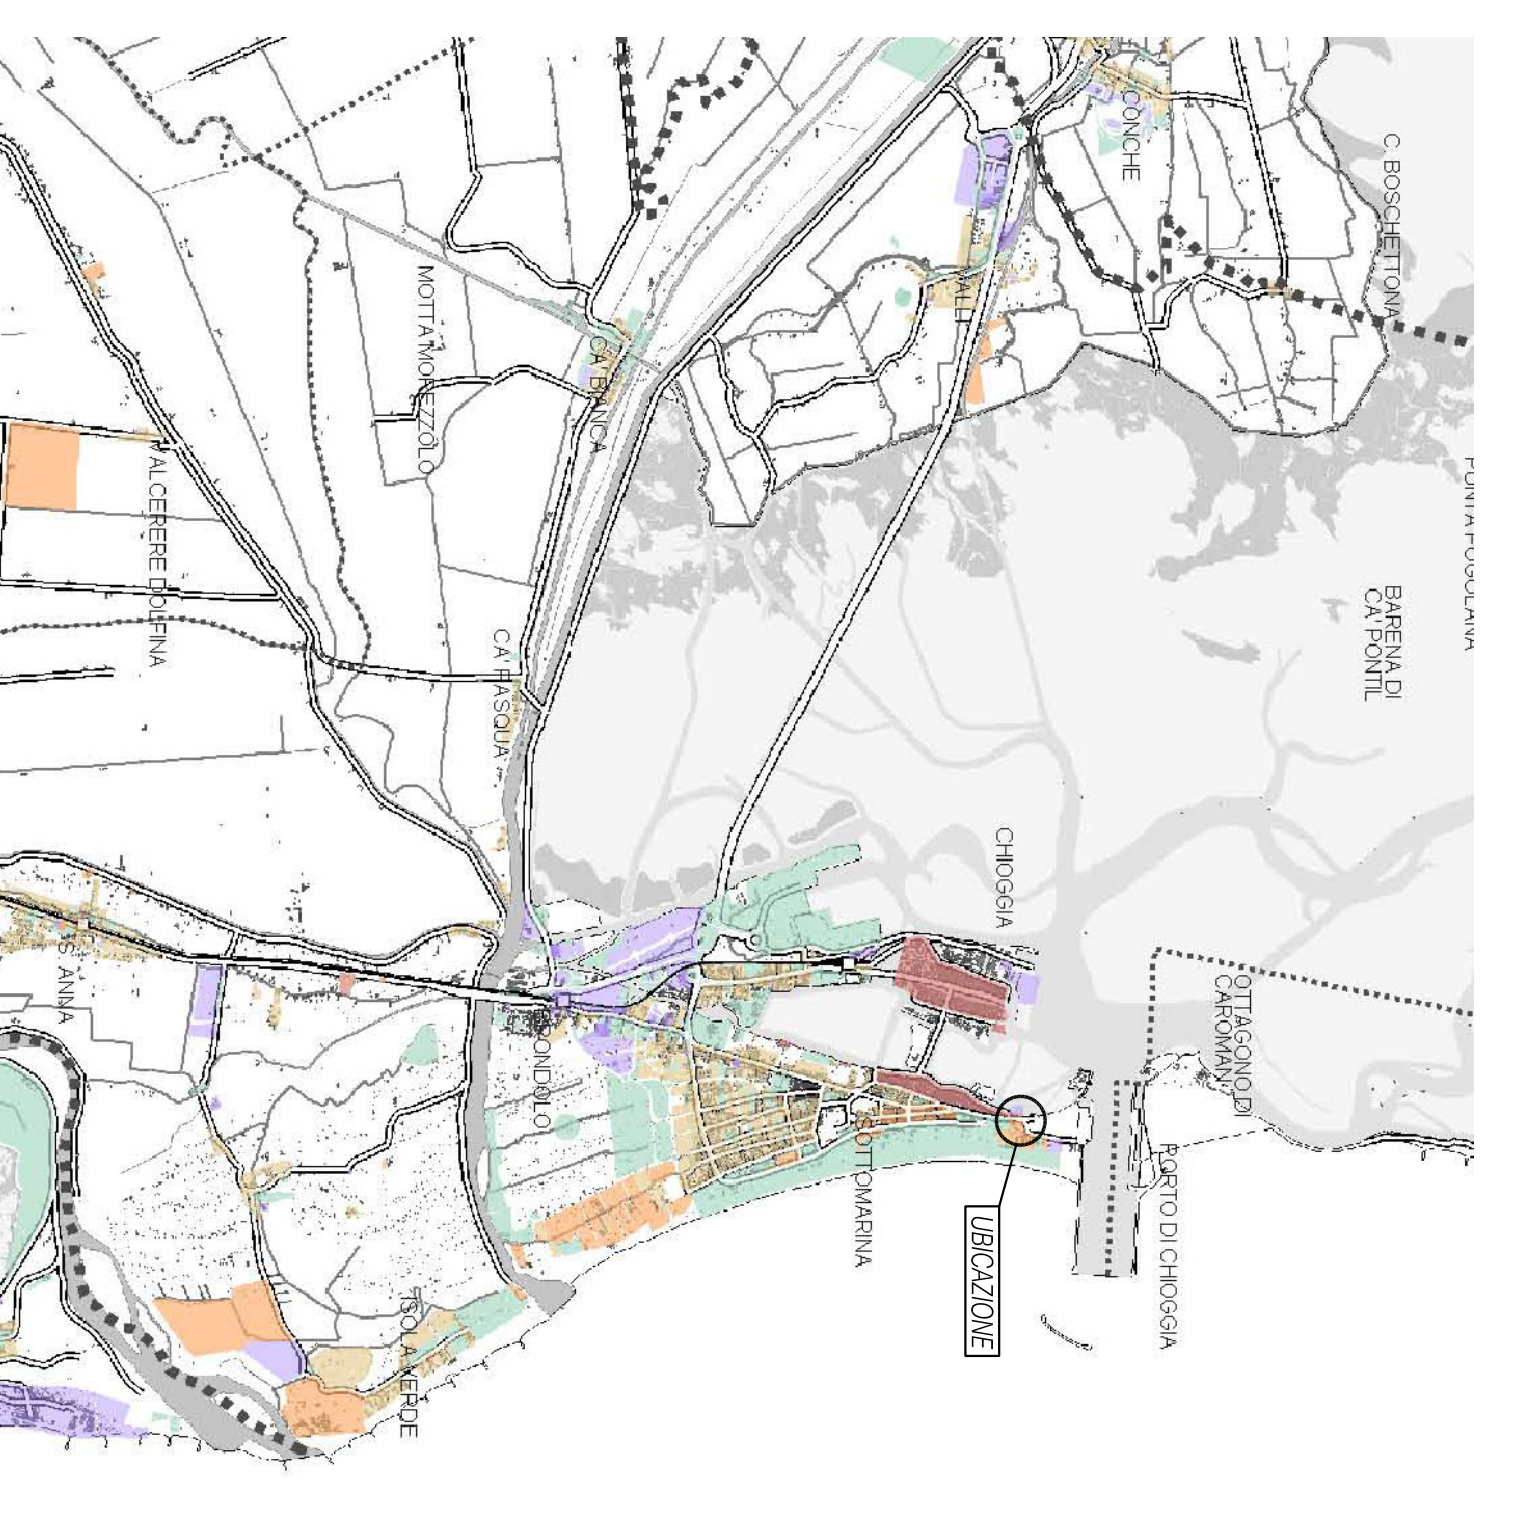 CONCHE
C. BOSCHETTONA
VALLI
MOTTA MOREZZOLO
CA' BIANCA
VALCERERE DOLFINA
PUNTA FOGOLANA
BARENA DI
CA' PONTIL
CA' PASQUA
CHIOGGIA
S. ANNA
OTTAGONO DI
CAROMAN
BRONDOLO
SOTTOMARINA
PORTO DI CHIOGGIA
UBICAZIONE
ISOLA VERDE